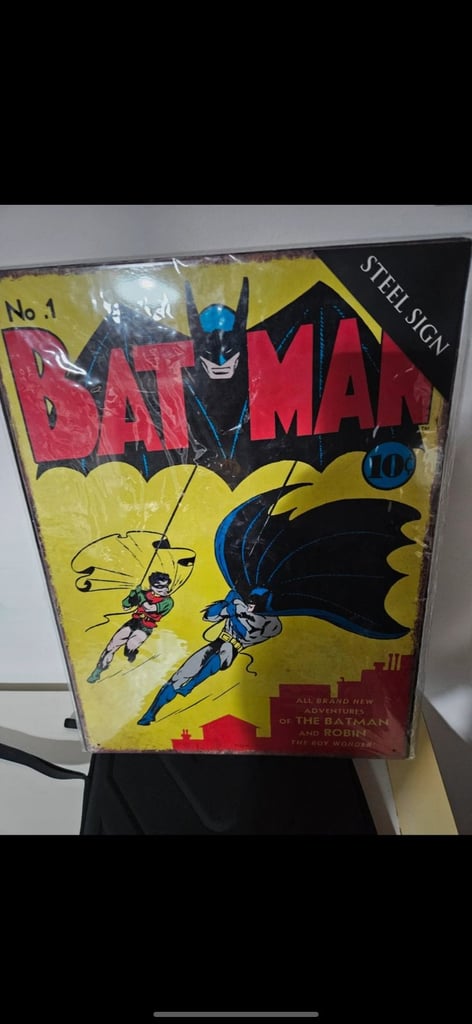 STEEL SIGN
No.1
BATMAN
10¢
ALL BRAND NEW
ADVENTURES
OF THE BATMAN
AND ROBIN
THE BOY WONDER